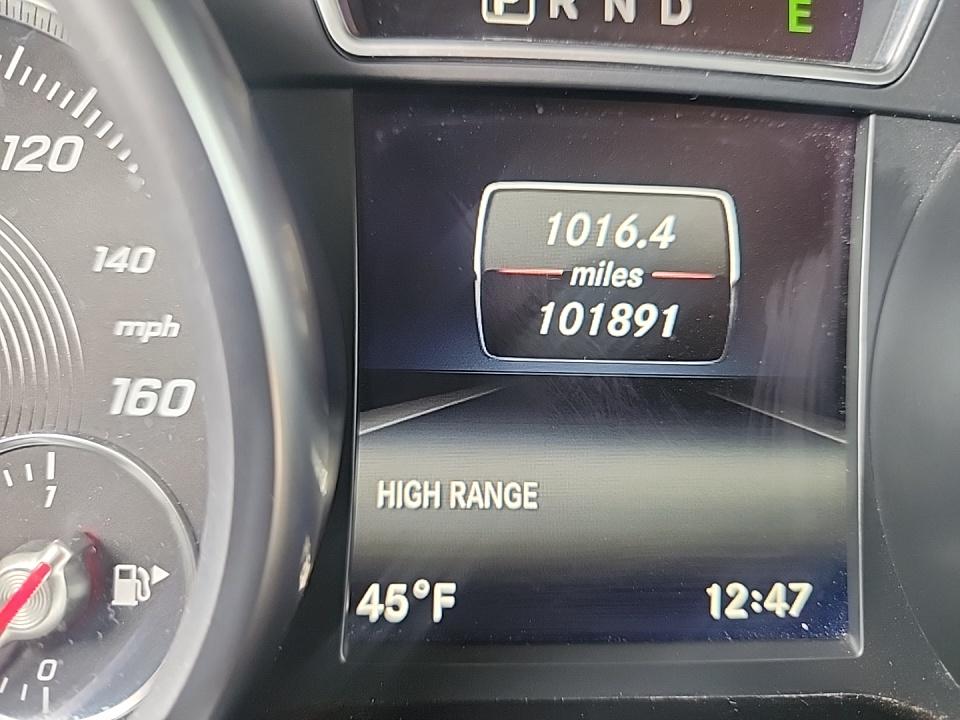 P R N D E
120
140
mph
160
1016.4
miles
101891
HIGH RANGE
1
0
45°F 12:47